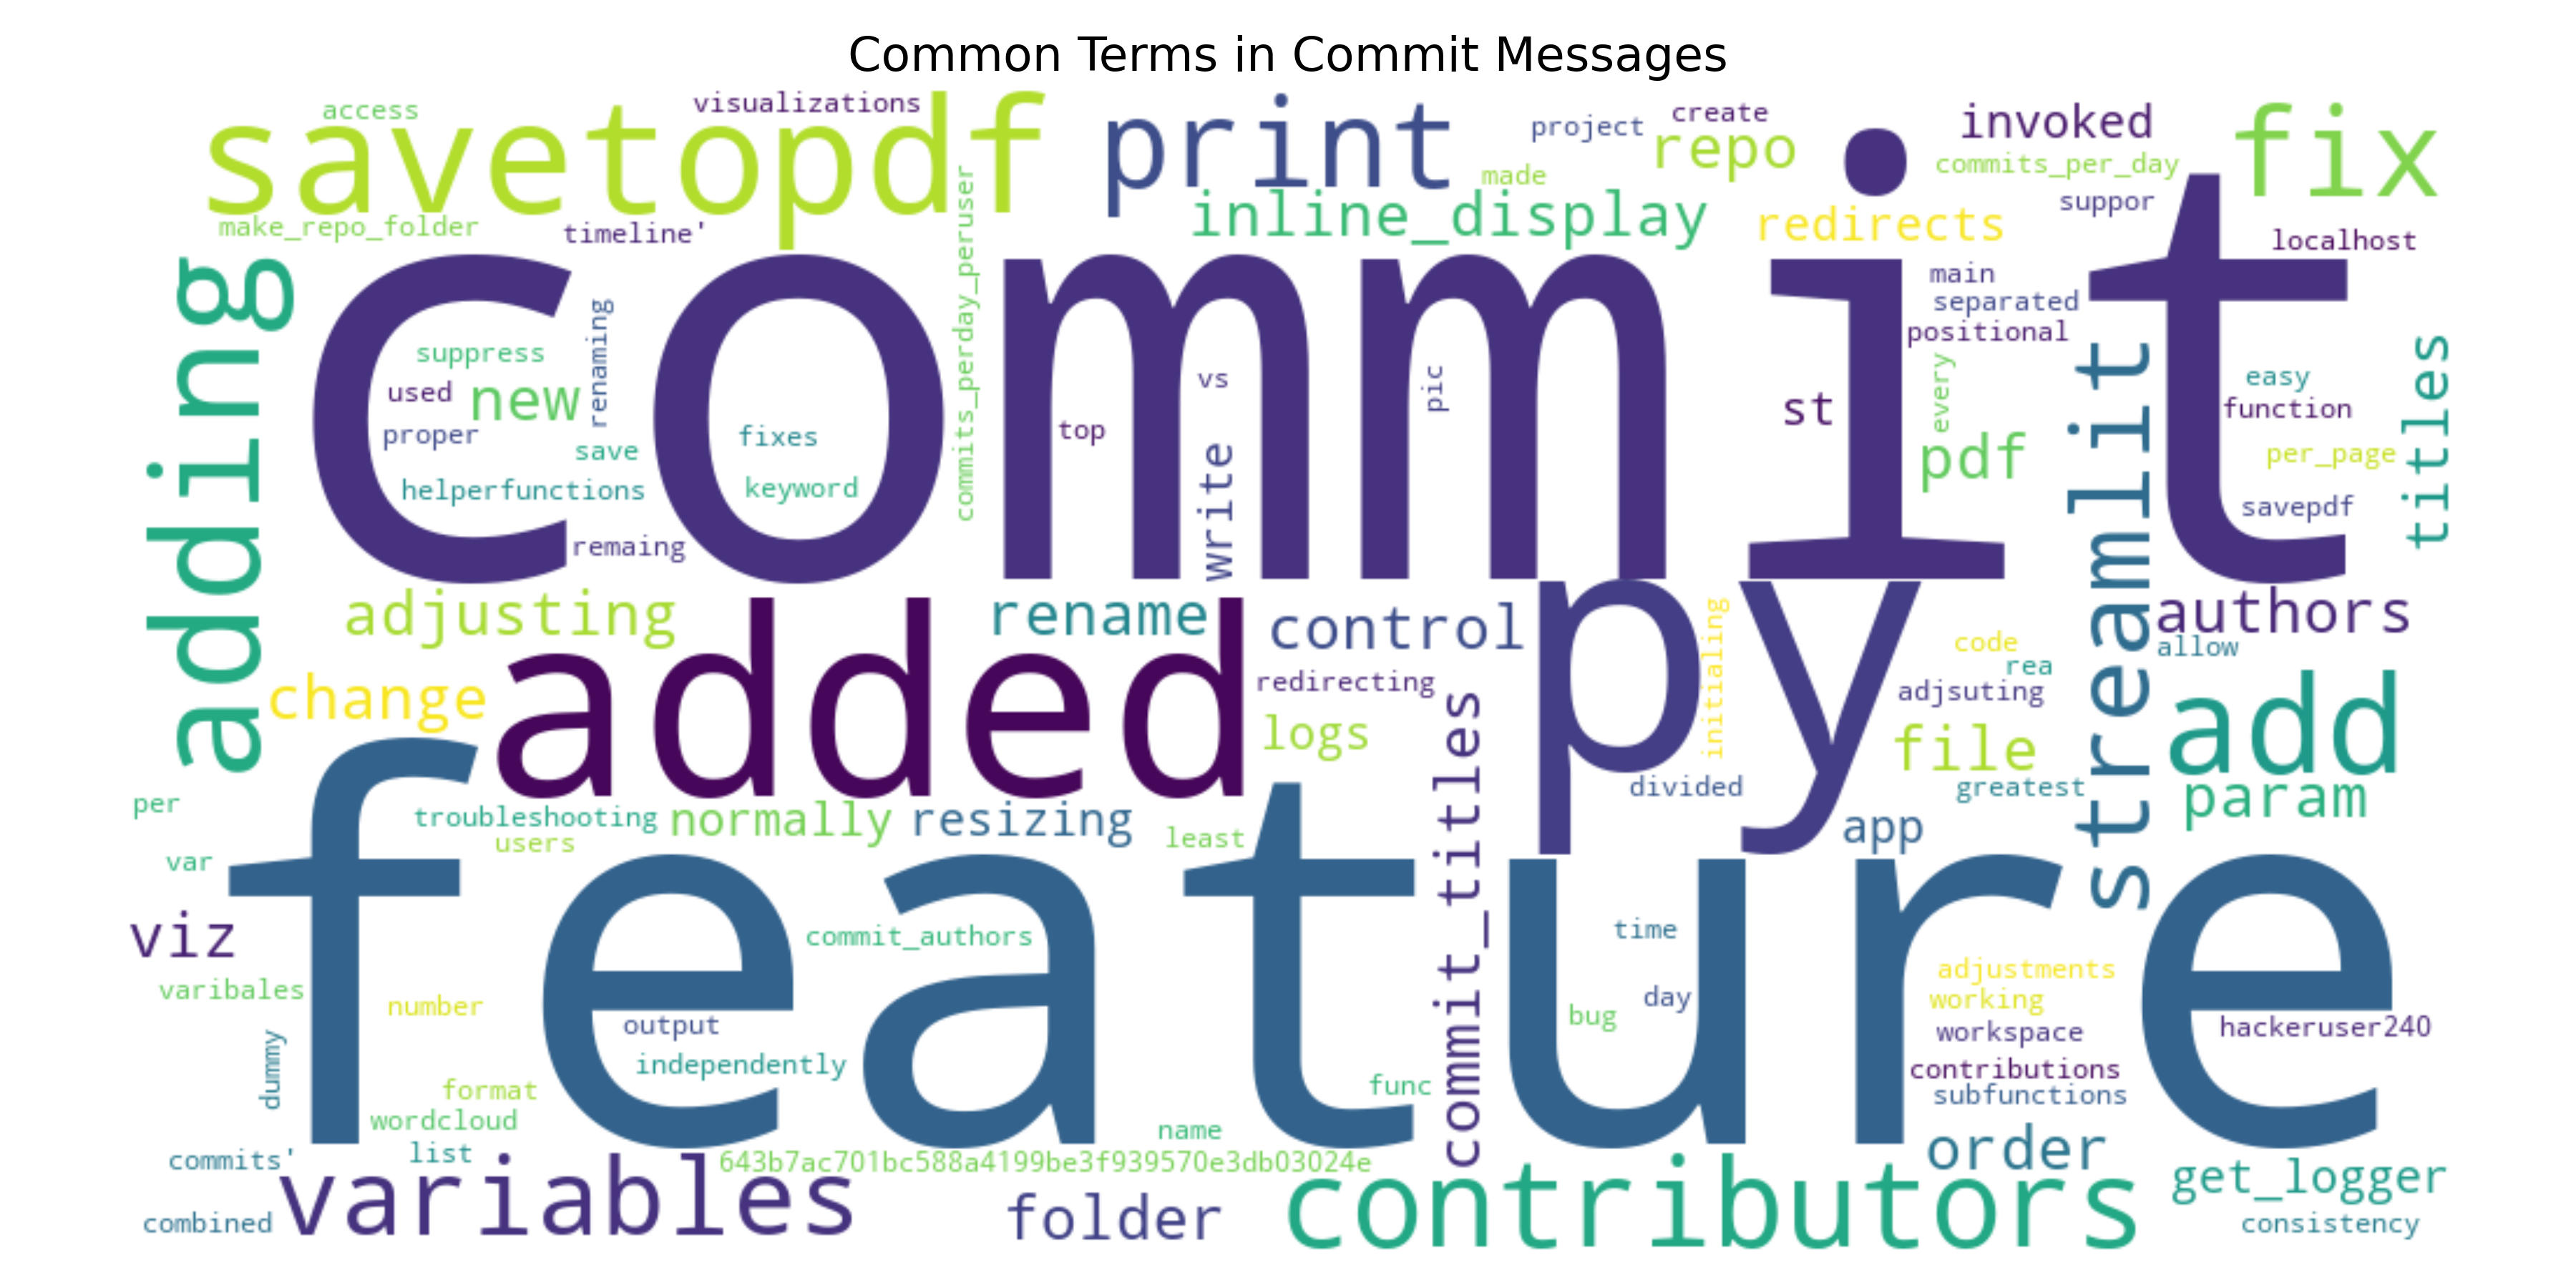 Common Terms in Commit Messages
access
visualizations
savetopdf
print
project
create
repo
made
invoked
commits_per_day
fix
suppor
make_repo_folder
timeline'
commits_perday_peruser
inline_display
redirects
localhost
adding
commit
main
separated
positional
renaming
suppress
used
new
proper
save
helperfunctions
remaing
fixes
keyword
top
vs
write
pic
st
every
pdf
streamlit
easy
function
per_page
savepdf
titles
adjusting
rename
control
py
initialing
authors
allow
code
rea
adjsuting
added
change
redirecting
logs
commit_titles
file
add
param
divided
greatest
per
troubleshooting
users
normally
resizing
least
app
var
feature
viz
commit_authors
time
varibales
number
output
bug
day
adjustments
working
workspace
hackeruser240
dummy
independently
func
contributions
subfunctions
format
wordcloud
name
commits'
list
643b7ac701bc588a4199be3f939570e3db03024e
order
get_logger
variables
folder
contributors
combined
consistency